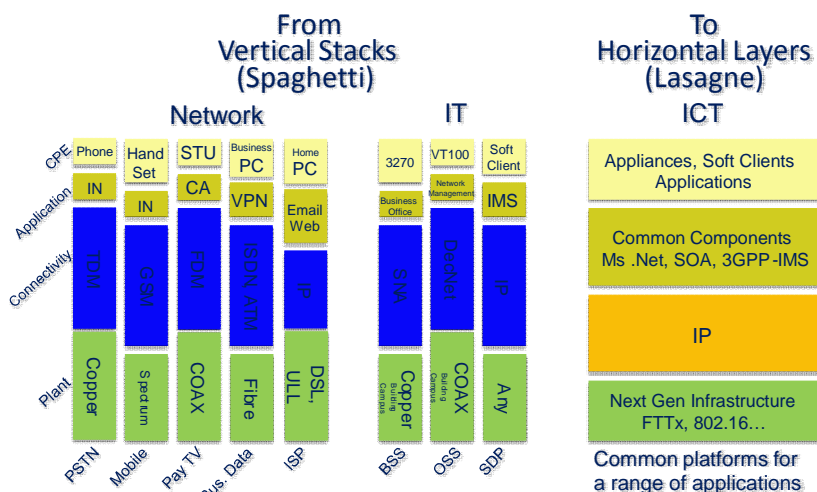 From
Vertical Stacks
(Spaghetti)
To
Horizontal Layers
(Lasagne)
Network
IT
ICT
CPE
Phone
Hand
Set
STU
Business
PC
Home
PC
3270
VT100
Soft
Client
Appliances, Soft Clients
Applications
Application
IN
IN
CA
VPN
Email
Web
Business
Office
Network
Management
IMS
Common Components
Ms .Net, SOA, 3GPP-IMS
Connectivity
TDM
GSM
FDM
ISDN, ATM
IP
SNA
DecNet
IP
IP
Plant
Copper
Spectrum
COAX
Fibre
DSL,
ULL
Copper
Building
Campus
COAX
Building
Campus
Any
Next Gen Infrastructure
FTTx, 802.16…
PSTN
Mobile
Pay TV
Bus. Data
ISP
BSS
OSS
SDP
Common platforms for
a range of applications